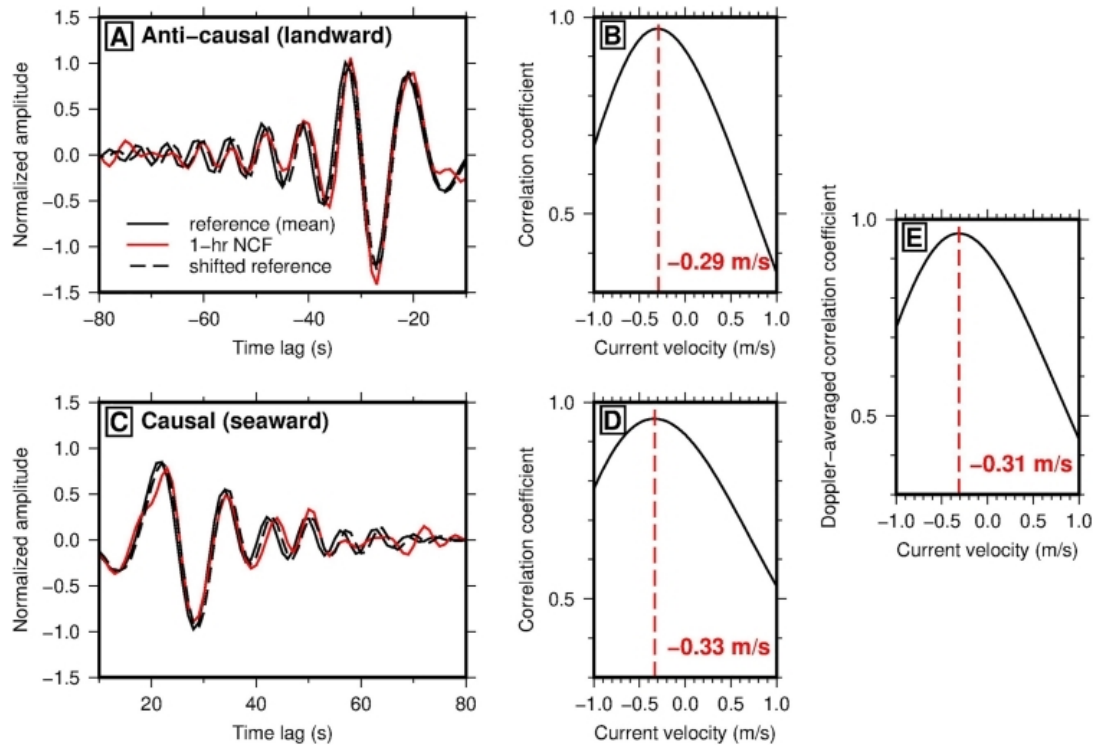 A Anti-causal (landward)
Normalized amplitude
1.5
1.0
0.5
0.0
-0.5
-1.0
-1.5
reference (mean)
1-hr NCF
shifted reference
-80 -60 -40 -20
Time lag (s)
B
Correlation coefficient
1.0
0.5
-0.29 m/s
-1.0 -0.5 0.0 0.5 1.0
Current velocity (m/s)
C Causal (seaward)
Normalized amplitude
1.5
1.0
0.5
0.0
-0.5
-1.0
-1.5
20 40 60 80
Time lag (s)
D
Correlation coefficient
1.0
0.5
-0.33 m/s
-1.0 -0.5 0.0 0.5 1.0
Current velocity (m/s)
E
Doppler-averaged correlation coefficient
1.0
0.5
-0.31 m/s
-1.0 -0.5 0.0 0.5 1.0
Current velocity (m/s)